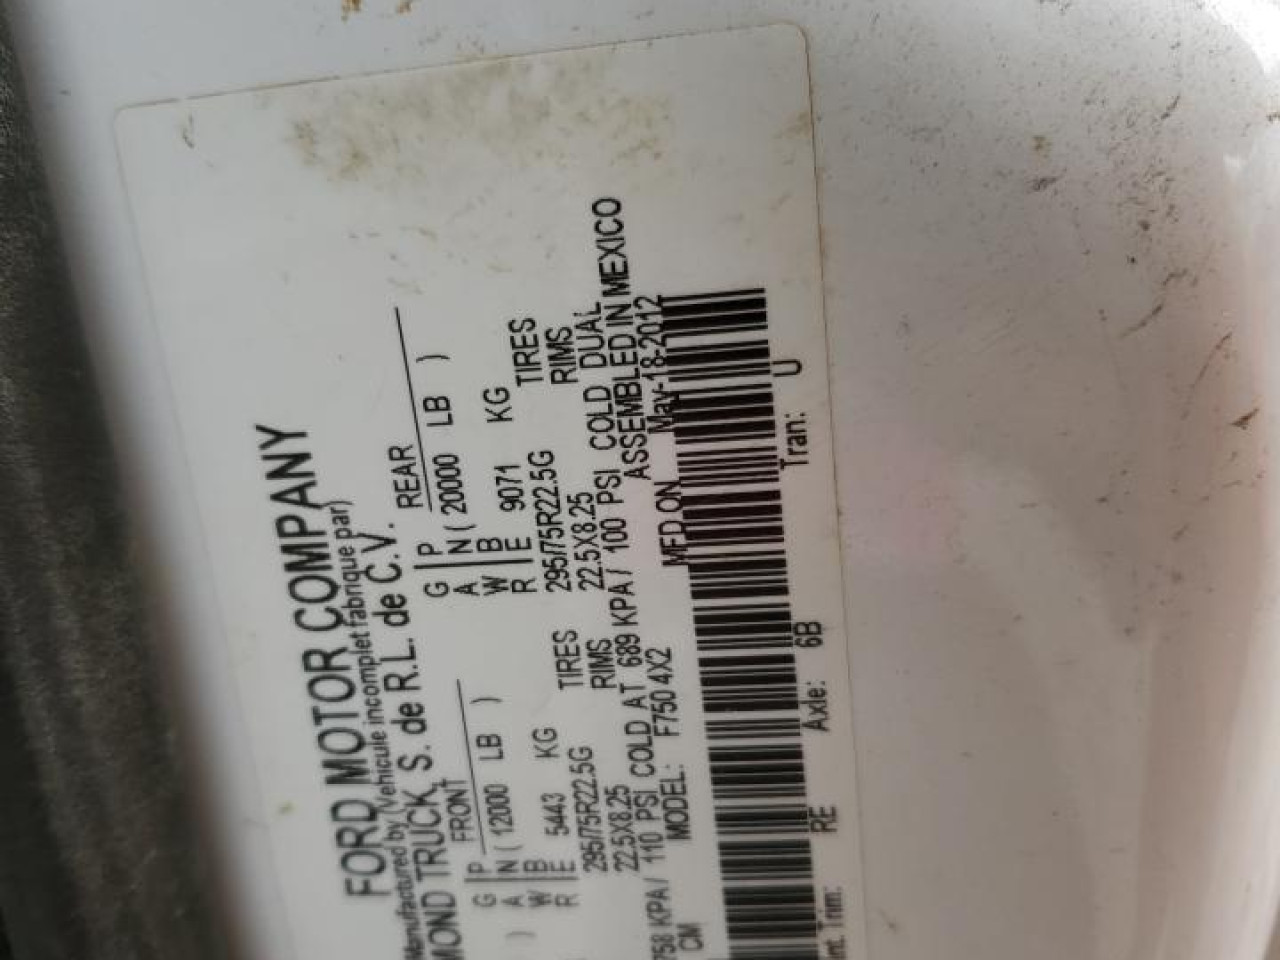 FORD MOTOR COMPANY
Manufactured by/Vehicule incomplet fabrique par)
MOND TRUCK, S. de R.L. de C.V.
FRONT REAR
G P G P
) A N ( 12000 LB ) A N ( 20000 LB )
W B W B
R E 5443 KG R E 9071 KG
295/75R22.5G TIRES 295/75R22.5G TIRES
22.5X8.25 RIMS 22.5X8.25 RIMS
758 KPA / 110 PSI COLD AT 689 KPA / 100 PSI COLD DUAL
CM MODEL: F750 4X2 ASSEMBLED IN MEXICO
MFD ON May-18-2012
Int. Trim: RE Axle: 6B Tran: U